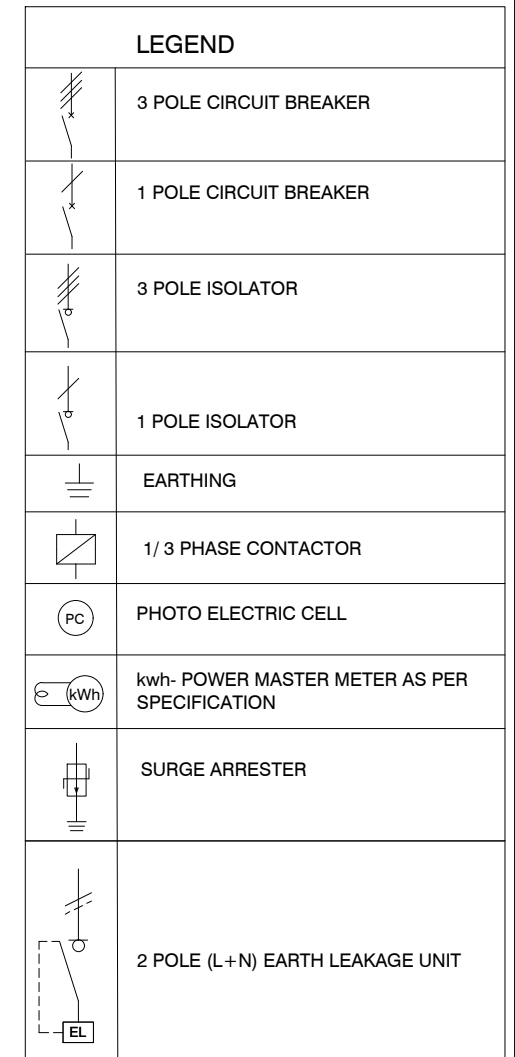 LEGEND
3 POLE CIRCUIT BREAKER
1 POLE CIRCUIT BREAKER
3 POLE ISOLATOR
1 POLE ISOLATOR
EARTHING
1/ 3 PHASE CONTACTOR
PC
PHOTO ELECTRIC CELL
kWh
kwh- POWER MASTER METER AS PER
SPECIFICATION
SURGE ARRESTER
2 POLE (L+N) EARTH LEAKAGE UNIT
EL